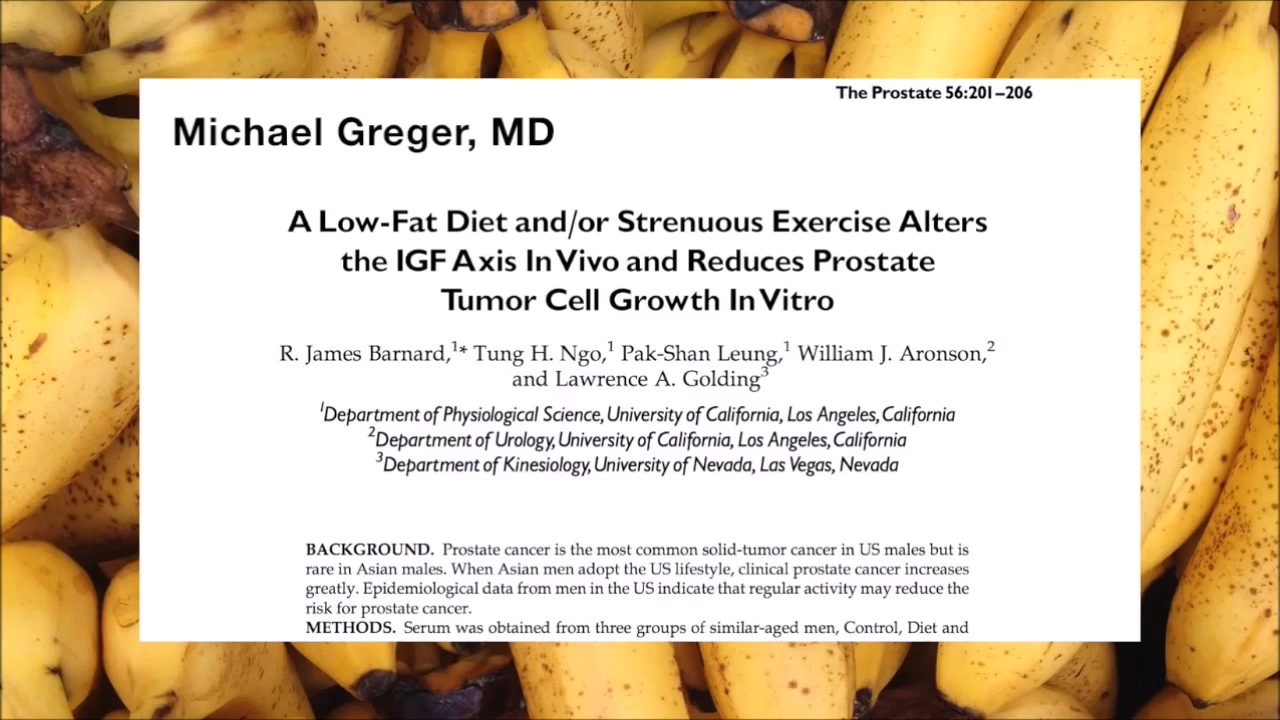 The Prostate 56:201–206
Michael Greger, MD
A Low-Fat Diet and/or Strenuous Exercise Alters
the IGF Axis In Vivo and Reduces Prostate
Tumor Cell Growth In Vitro
R. James Barnard,1* Tung H. Ngo,1 Pak-Shan Leung,1 William J. Aronson,2
and Lawrence A. Golding3
1Department of Physiological Science, University of California, Los Angeles, California
2Department of Urology, University of California, Los Angeles, California
3Department of Kinesiology, University of Nevada, Las Vegas, Nevada
BACKGROUND. Prostate cancer is the most common solid-tumor cancer in US males but is
rare in Asian males. When Asian men adopt the US lifestyle, clinical prostate cancer increases
greatly. Epidemiological data from men in the US indicate that regular activity may reduce the
risk for prostate cancer.
METHODS. Serum was obtained from three groups of similar-aged men, Control, Diet and